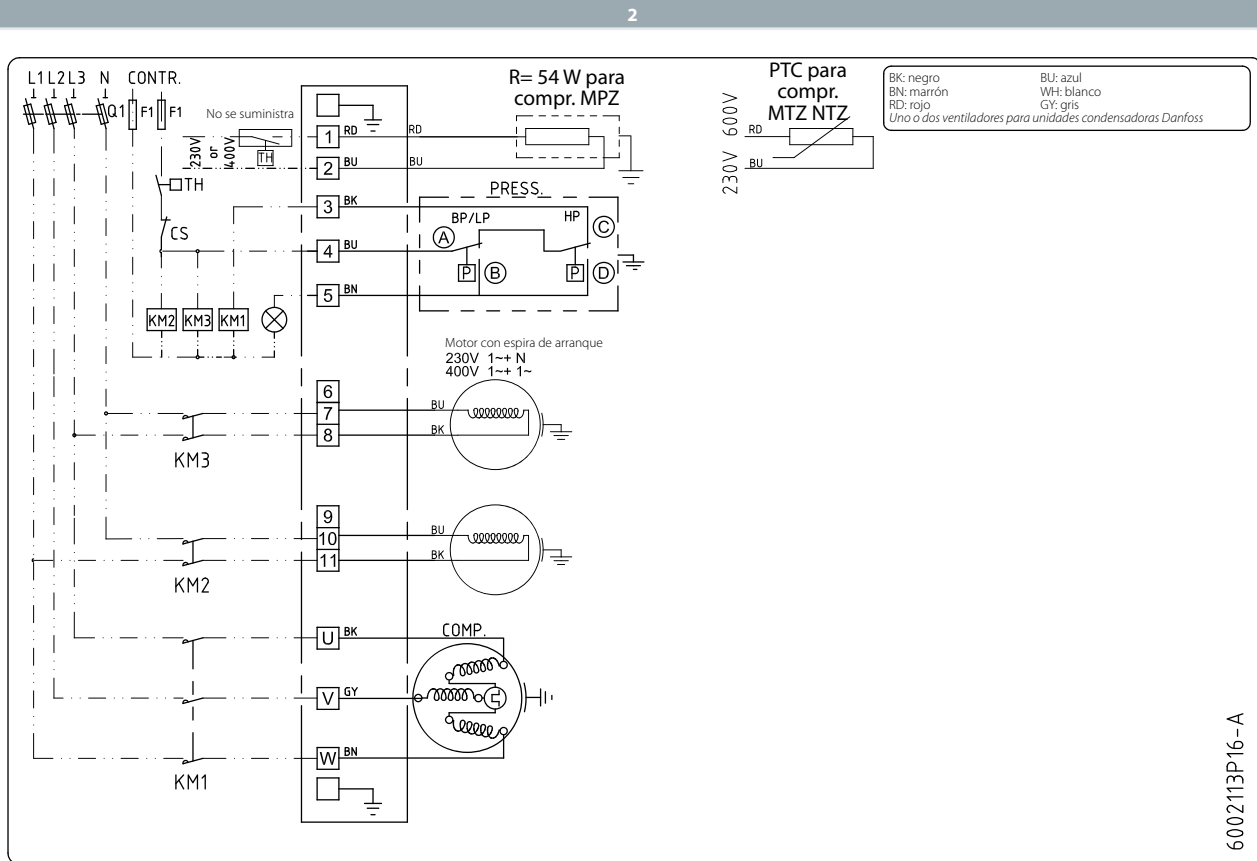 2
L1 L2 L3 N CONTR.
Q1 F1 F1
No se suministra
230V or 400V
TH
TH
CS
KM2 KM3 KM1
1 RD RD
2 BU BU
3 BK
4 BU
5 BN
R= 54 W para
compr. MPZ
PRESS.
BP/LP HP
A C
P B P D
PTC para
compr.
MTZ NTZ
230V 600V
RD
BU
BK: negro BU: azul
BN: marrón WH: blanco
RD: rojo GY: gris
Uno o dos ventiladores para unidades condensadoras Danfoss
Motor con espira de arranque
230V 1~+ N
400V 1~+ 1~
6
7 BU
8 BK
KM3
9
10 BU
11 BK
KM2
U BK COMP.
V GY
W BN
KM1
6002113P16-A